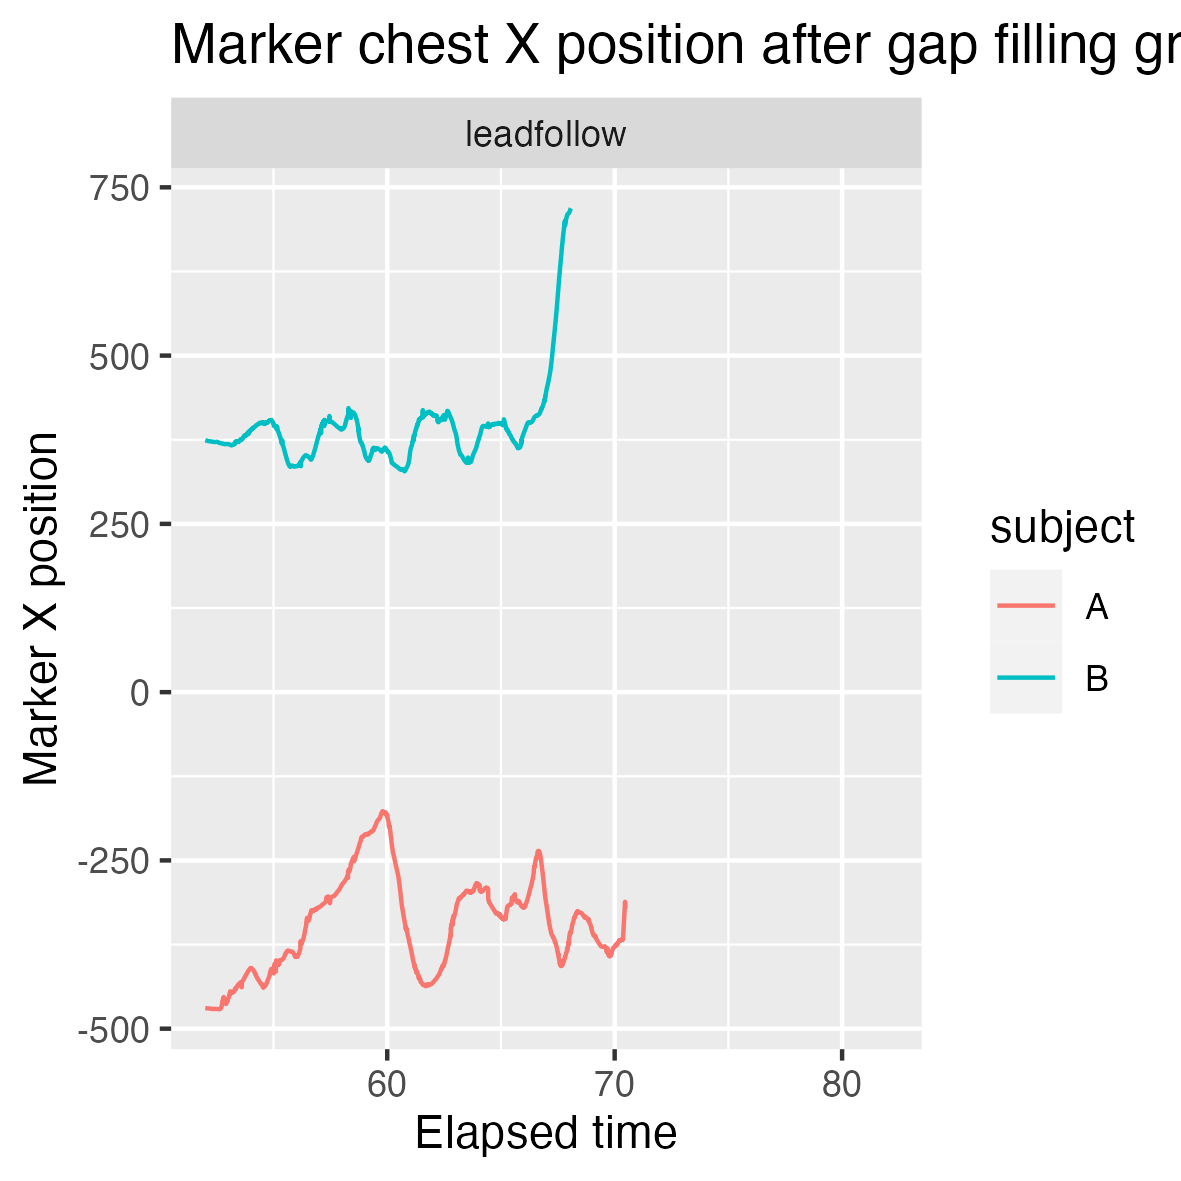 Marker chest X position after gap filling gr
leadfollow
750
500
250
0
-250
-500
Marker X position
60
70
80
Elapsed time
subject
A
B